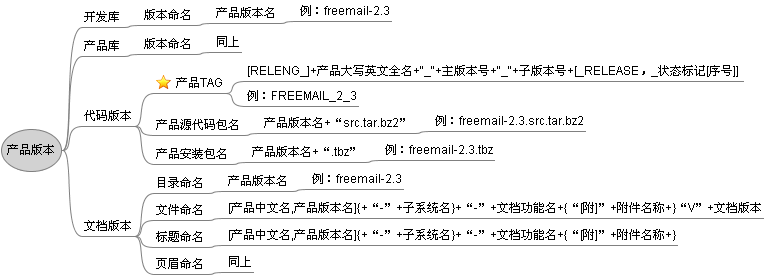 产品版本
开发库 版本命名 产品版本名 例：freemail-2.3
产品库 版本命名 同上
代码版本
产品TAG
[RELENG_]+产品大写英文全名+"_"+主版本号+"_"+子版本号+[_RELEASE，_状态标记[序号]]
例：FREEMAIL_2_3
产品源代码包名 产品版本名+“src.tar.bz2” 例：freemail-2.3.src.tar.bz2
产品安装包名 产品版本名+“.tbz” 例：freemail-2.3.tbz
文档版本
目录命名 产品版本名 例：freemail-2.3
文件命名 [产品中文名,产品版本名]{+“-”+子系统名}+“-”+文档功能名+{“[附]”+附件名称+}“V”+文档版本
标题命名 [产品中文名,产品版本名]{+“-”+子系统名}+“-”+文档功能名+{“[附]”+附件名称+}
页眉命名 同上